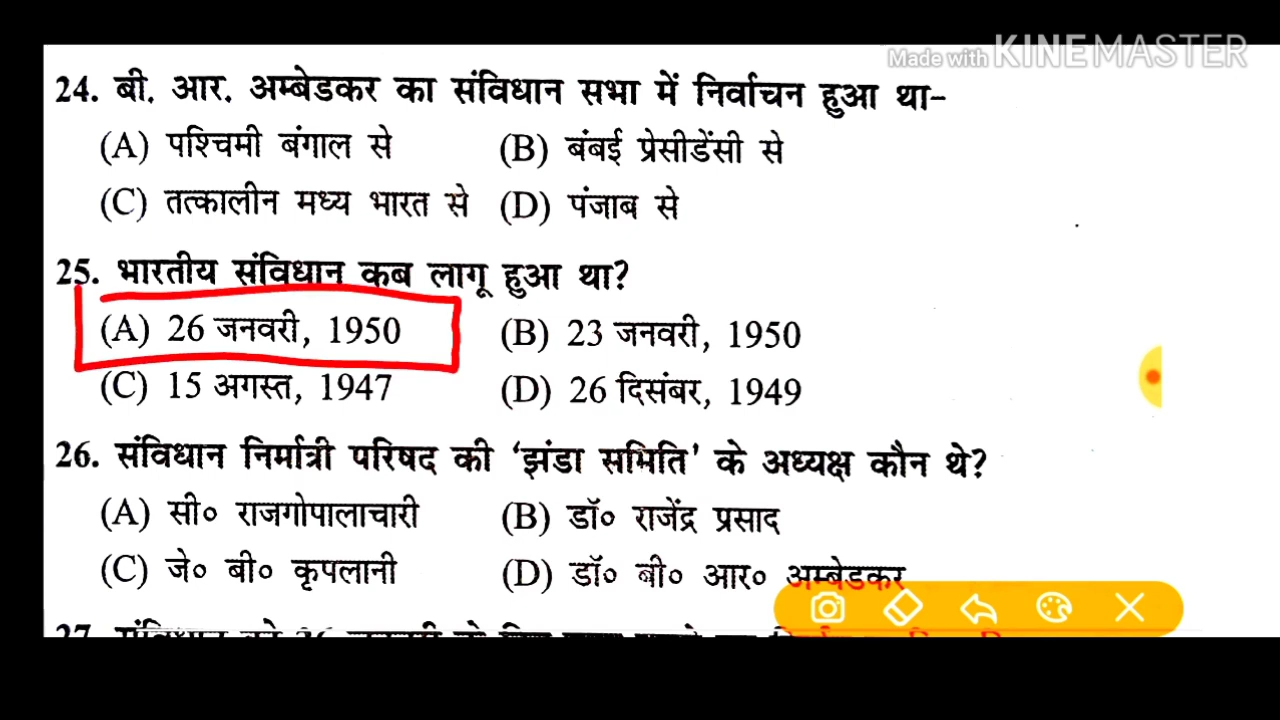 Made with KINEMASTER
24. बी. आर. अम्बेडकर का संविधान सभा में निर्वाचन हुआ था-
(A) पश्चिमी बंगाल से (B) बंबई प्रेसीडेंसी से
(C) तत्कालीन मध्य भारत से (D) पंजाब से
25. भारतीय संविधान कब लागू हुआ था?
(A) 26 जनवरी, 1950 (B) 23 जनवरी, 1950
(C) 15 अगस्त, 1947 (D) 26 दिसंबर, 1949
26. संविधान निर्मात्री परिषद की ‘झंडा समिति’ के अध्यक्ष कौन थे?
(A) सी० राजगोपालाचारी (B) डॉ० राजेंद्र प्रसाद
(C) जे० बी० कृपलानी (D) डॉ० बी० आर० अम्बेडकर